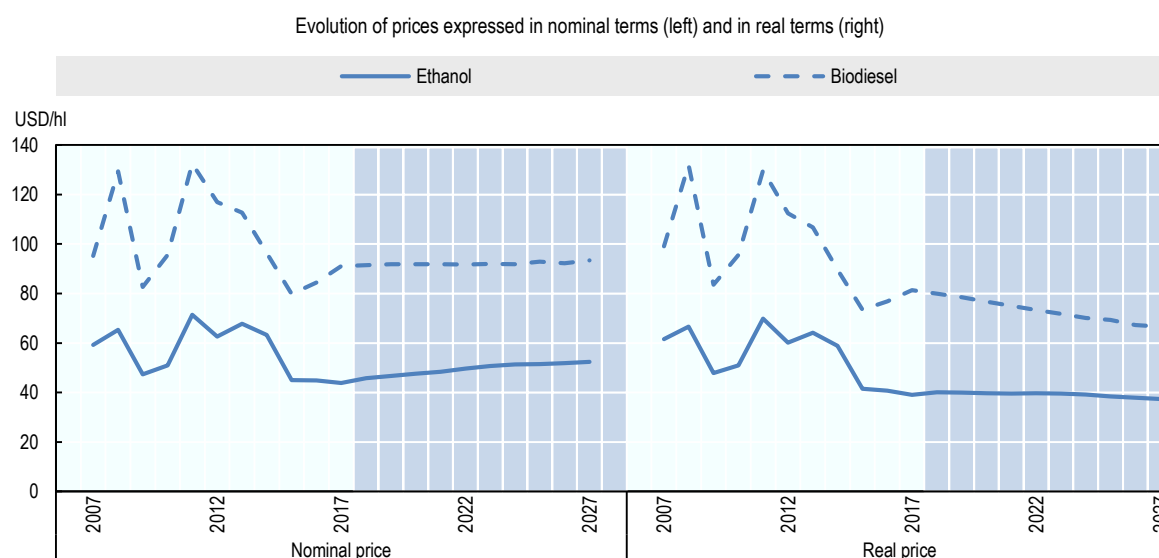 Evolution of prices expressed in nominal terms (left) and in real terms (right)
Ethanol Biodiesel
USD/hl
140
120
100
80
60
40
20
0
2007 2012 2017 2022 2027 2007 2012 2017 2022 2027
Nominal price Real price